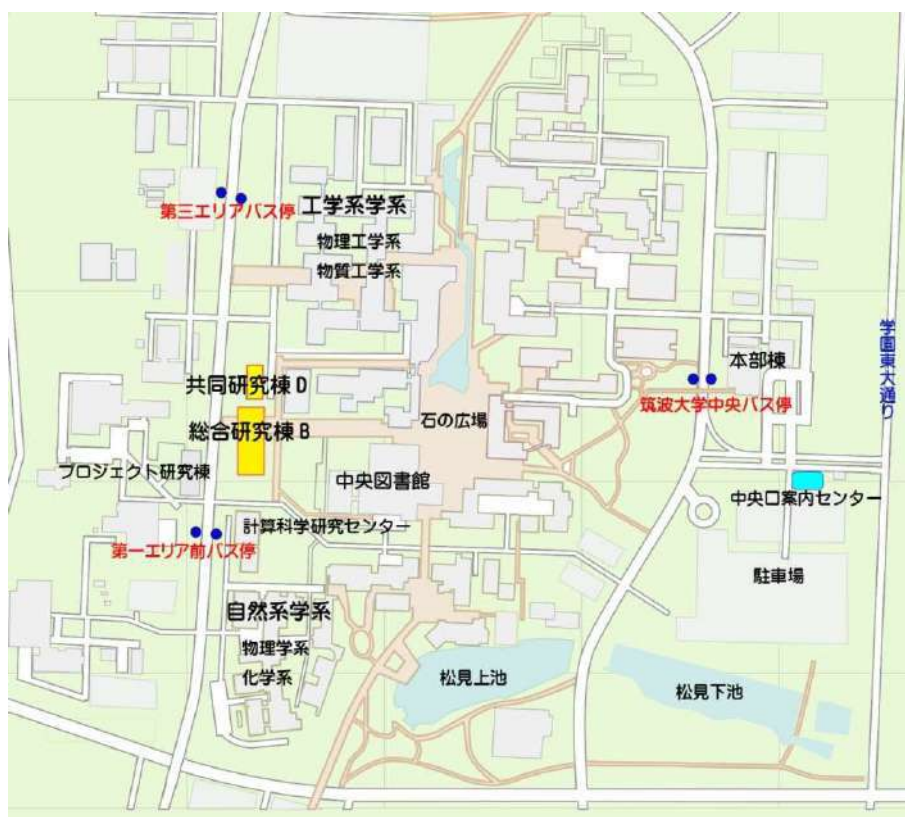 第三エリアバス停
工学系学系
物理工学系
物質工学系
学園東大通り
本部棟
共同研究棟 D
筑波大学中央バス停
石の広場
総合研究棟 B
プロジェクト研究棟
中央図書館
中央口案内センター
計算科学研究センター
第一エリア前バス停
駐車場
自然系学系
物理学系
化学系
松見上池
松見下池